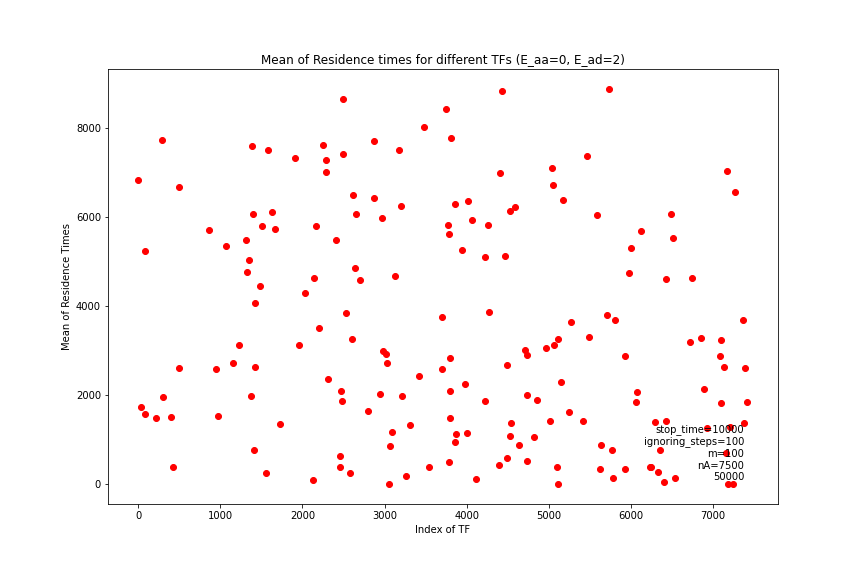 Mean of Residence times for different TFs (E_aa=0, E_ad=2)
Mean of Residence Times
8000
6000
4000
2000
0
stop_time=10000
ignoring_steps=100
m=100
nA=7500
50000
0
1000
2000
3000
4000
5000
6000
7000
Index of TF